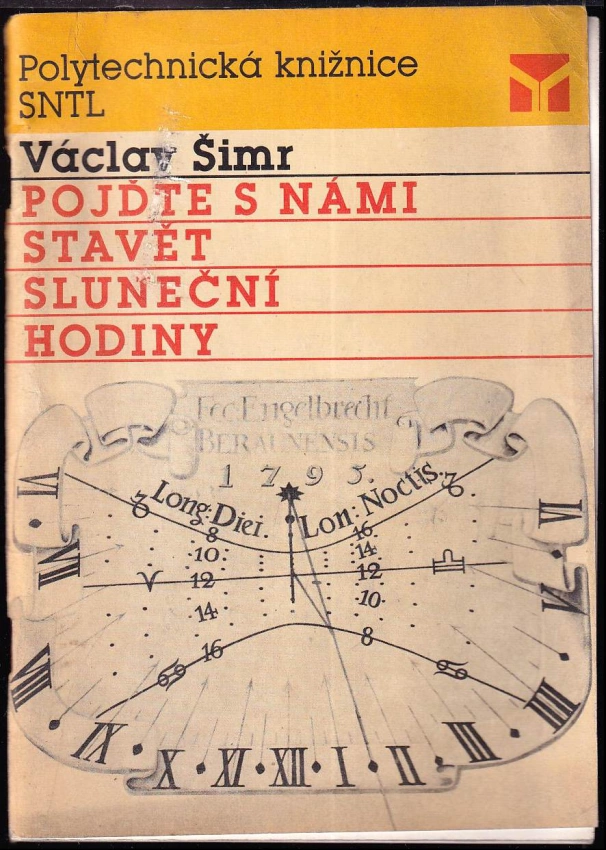 Polytechnická knižnice
SNTL
Václav Šimr
POJĎTE S NÁMI
STAVĚT
SLUNEČNÍ
HODINY
Fec. Engelbrecht
BERAUNENSIS
1795.
Long: Diei.
Lon: Noctis.
8
10
12
14
16
16
14
12
10
8
VI
VII
VIII
IX
X
XI
XII
I
II
III
IIII
V
VI